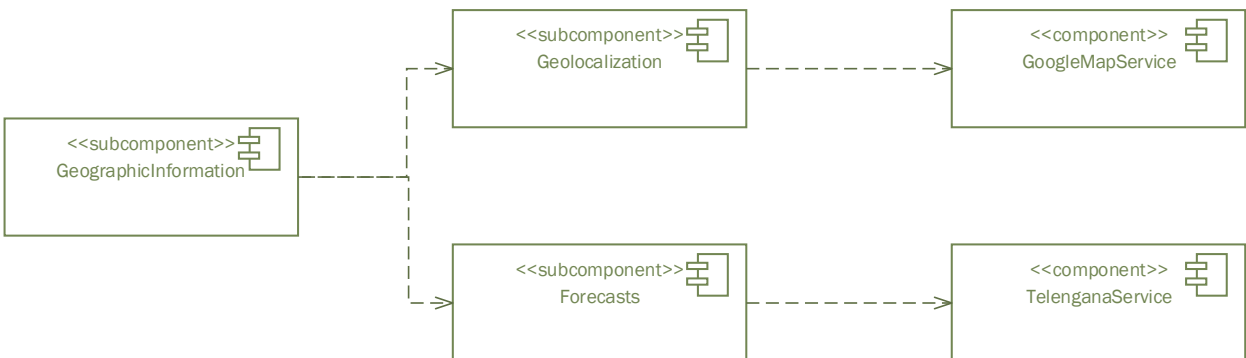 <<subcomponent>>
Geolocalization
<<component>>
GoogleMapService
<<subcomponent>>
GeographicInformation
<<subcomponent>>
Forecasts
<<component>>
TelenganaService